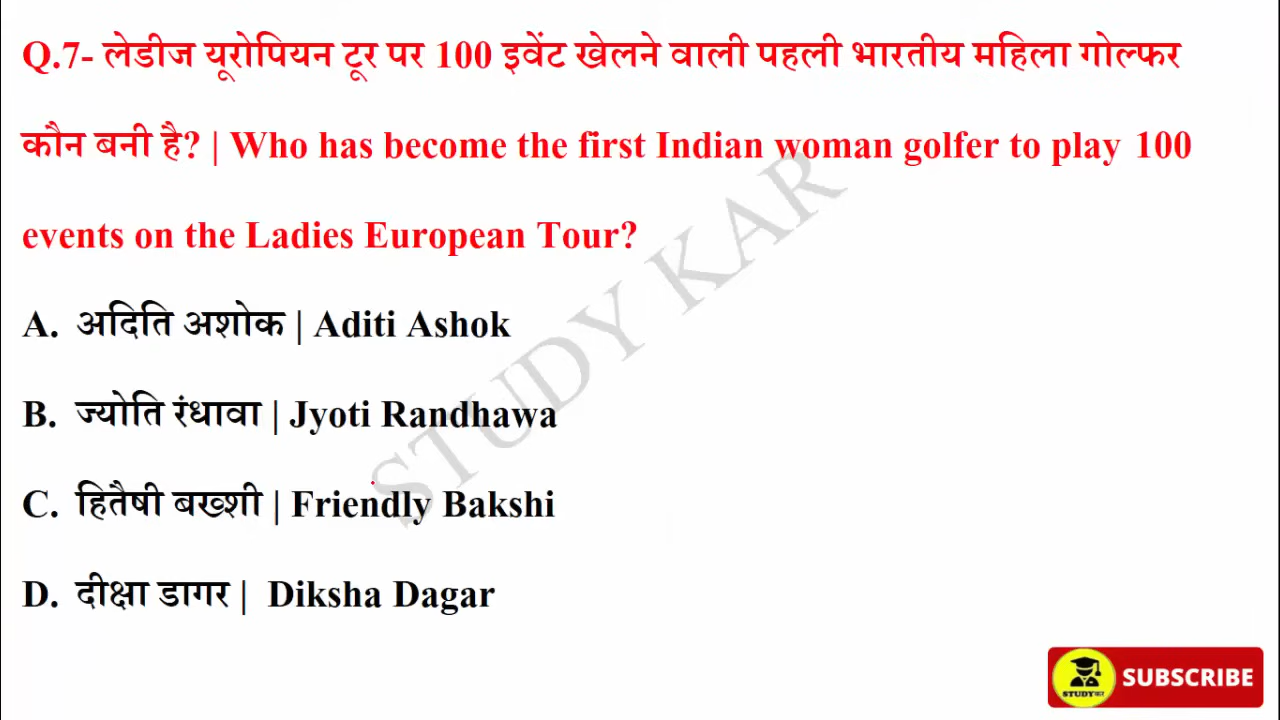 Q.7- लेडीज यूरोपियन टूर पर 100 इवेंट खेलने वाली पहली भारतीय महिला गोल्फर
कौन बनी है? | Who has become the first Indian woman golfer to play 100
events on the Ladies European Tour?
A. अदिति अशोक | Aditi Ashok
B. ज्योति रंधावा | Jyoti Randhawa
C. हितैषी बख्शी | Friendly Bakshi
D. दीक्षा डागर | Diksha Dagar
STUDY KAR
STUDYकर
SUBSCRIBE